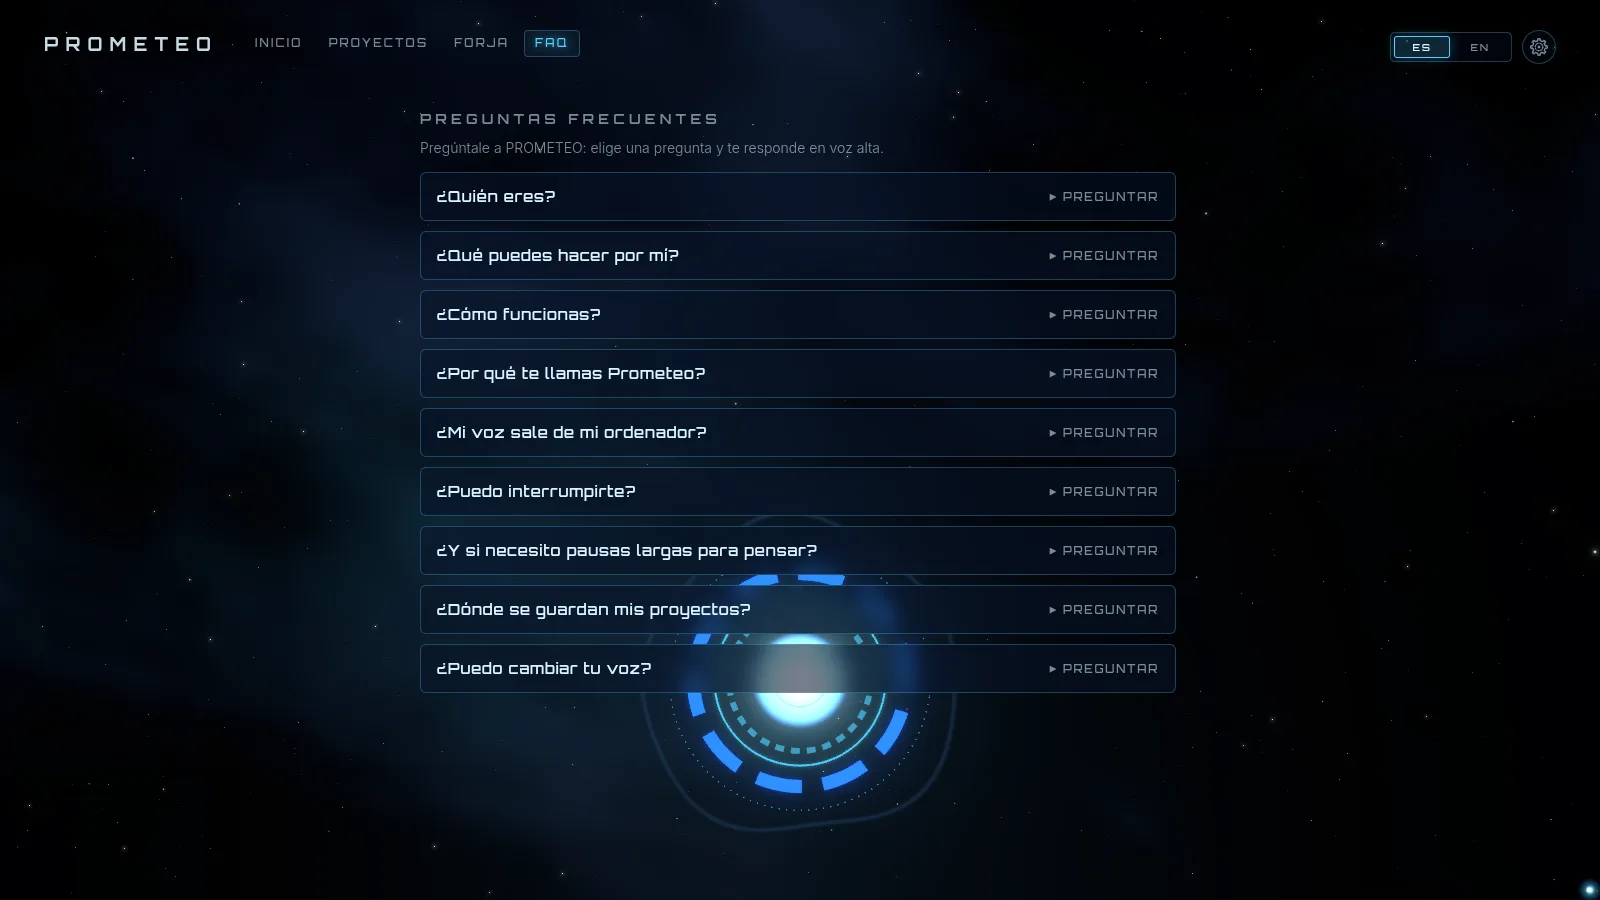 PROMETEO
INICIO
PROYECTOS
FORJA
FAQ
ES
EN
PREGUNTAS FRECUENTES
Pregúntale a PROMETEO: elige una pregunta y te responde en voz alta.
¿Quién eres?
▸ PREGUNTAR
¿Qué puedes hacer por mí?
▸ PREGUNTAR
¿Cómo funcionas?
▸ PREGUNTAR
¿Por qué te llamas Prometeo?
▸ PREGUNTAR
¿Mi voz sale de mi ordenador?
▸ PREGUNTAR
¿Puedo interrumpirte?
▸ PREGUNTAR
¿Y si necesito pausas largas para pensar?
▸ PREGUNTAR
¿Dónde se guardan mis proyectos?
▸ PREGUNTAR
¿Puedo cambiar tu voz?
▸ PREGUNTAR